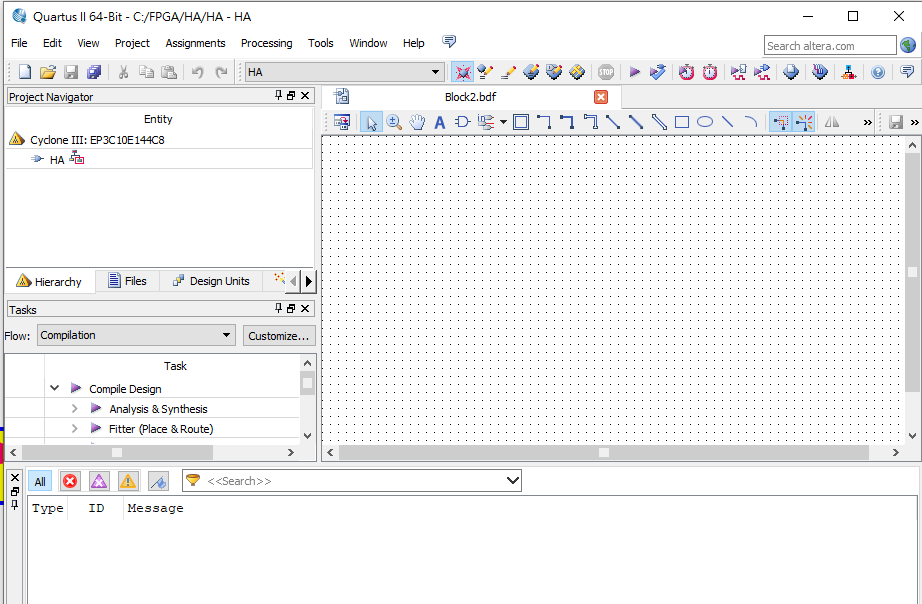 Quartus II 64-Bit - C:/FPGA/HA/HA - HA
File Edit View Project Assignments Processing Tools Window Help
Search altera.com
HA
STOP
Project Navigator
Block2.bdf
Entity
Cyclone III: EP3C10E144C8
HA
Hierarchy Files Design Units
Tasks
Flow: Compilation Customize...
Task
Compile Design
Analysis & Synthesis
Fitter (Place & Route)
All <<Search>>
Type ID Message